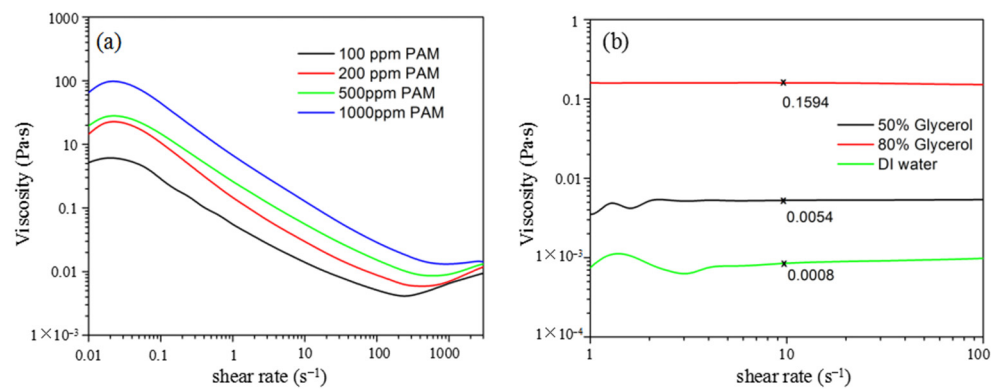 (a)
1000
100
10
0.1
0.01
1×10⁻³
Viscosity (Pa·s)
0.01 0.1 1 10 100 1000
shear rate (s⁻¹)
100 ppm PAM
200 ppm PAM
500ppm PAM
1000ppm PAM
(b)
1
0.1
0.01
1×10⁻³
1×10⁻⁴
Viscosity (Pa·s)
1 10 100
shear rate (s⁻¹)
0.1594
50% Glycerol
80% Glycerol
DI water
0.0054
0.0008